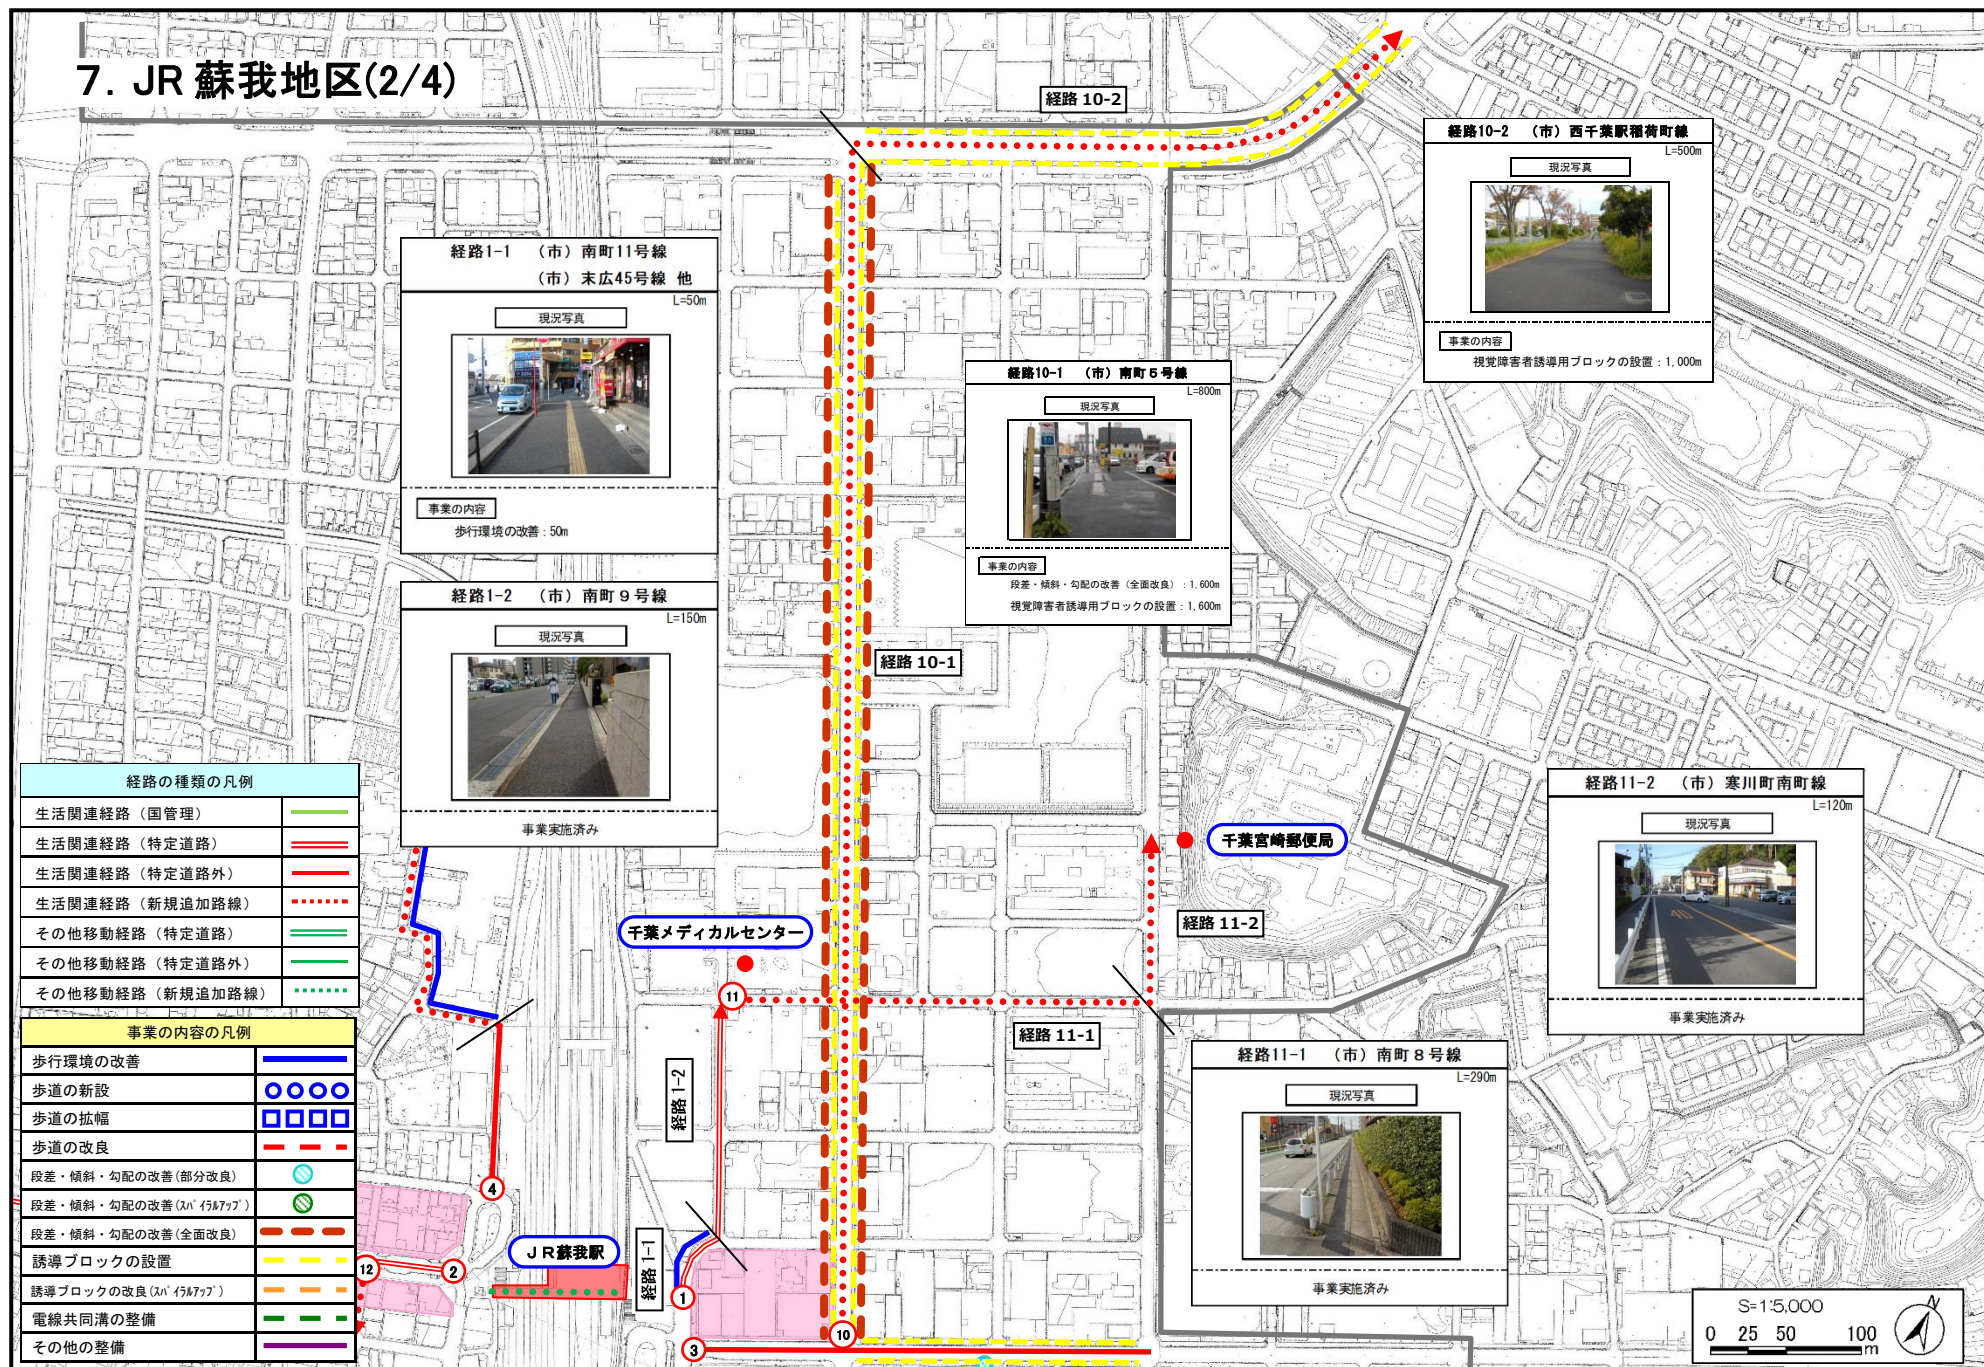 7. JR 蘇我地区(2/4)
経路 10-2
経路10-2 （市）西千葉駅稲荷町線
L=500m
現況写真
事業の内容
視覚障害者誘導用ブロックの設置：1,000m
経路1-1 （市）南町11号線
（市）末広45号線 他
L=50m
現況写真
事業の内容
歩行環境の改善：50m
経路10-1 （市）南町５号線
L=800m
現況写真
事業の内容
段差・傾斜・勾配の改善（全面改良）：1,600m
視覚障害者誘導用ブロックの設置：1,600m
経路1-2 （市）南町９号線
L=150m
現況写真
事業実施済み
経路 10-1
経路の種類の凡例
生活関連経路（国管理）
生活関連経路（特定道路）
生活関連経路（特定道路外）
生活関連経路（新規追加路線）
その他移動経路（特定道路）
その他移動経路（特定道路外）
その他移動経路（新規追加路線）
事業の内容の凡例
歩行環境の改善
歩道の新設
歩道の拡幅
歩道の改良
段差・傾斜・勾配の改善(部分改良)
段差・傾斜・勾配の改善(ｽﾊﾟｲﾗﾙｱｯﾌﾟ)
段差・傾斜・勾配の改善(全面改良)
誘導ブロックの設置
誘導ブロックの改良(ｽﾊﾟｲﾗﾙｱｯﾌﾟ)
電線共同溝の整備
その他の整備
千葉宮崎郵便局
経路 11-2
千葉メディカルセンター
11
経路 11-1
経路 1-2
経路11-2 （市）寒川町南町線
L=120m
現況写真
事業実施済み
経路11-1 （市）南町８号線
L=290m
現況写真
事業実施済み
4
ＪＲ蘇我駅
経路 1-1
12
2
1
10
3
S=1:5,000
0 25 50 100
m
N